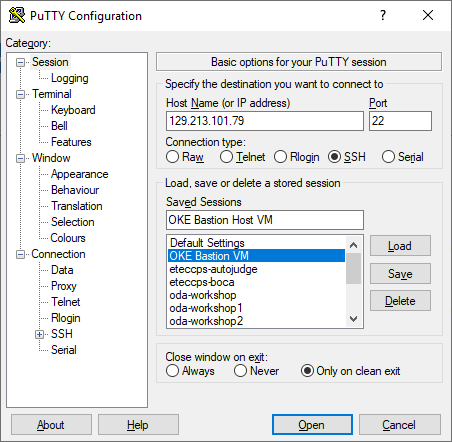 PuTTY Configuration
? ×
Category:
Session
Logging
Terminal
Keyboard
Bell
Features
Window
Appearance
Behaviour
Translation
Selection
Colours
Connection
Data
Proxy
Telnet
Rlogin
SSH
Serial
Basic options for your PuTTY session
Specify the destination you want to connect to
Host Name (or IP address) Port
129.213.101.79 22
Connection type:
Raw Telnet Rlogin SSH Serial
Load, save or delete a stored session
Saved Sessions
OKE Bastion Host VM
Default Settings
OKE Bastion VM
eteccps-autojudge
eteccps-boca
oda-workshop
oda-workshop1
oda-workshop2
Load
Save
Delete
Close window on exit:
Always Never Only on clean exit
About Help Open Cancel